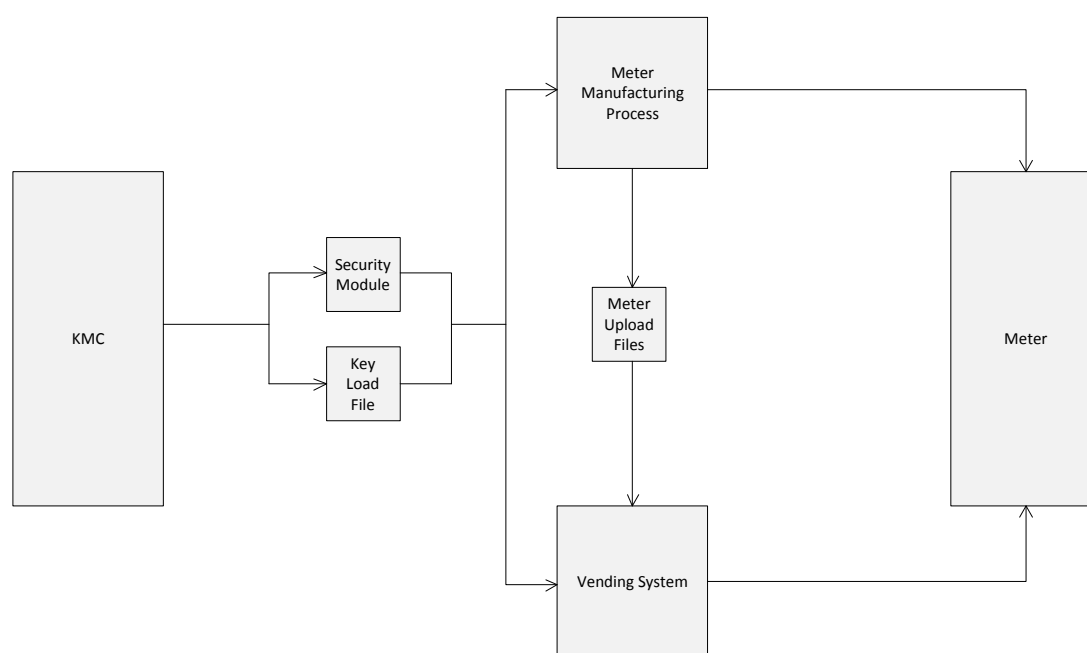 KMC
Security
Module
Key
Load
File
Meter
Manufacturing
Process
Meter
Upload
Files
Vending System
Meter